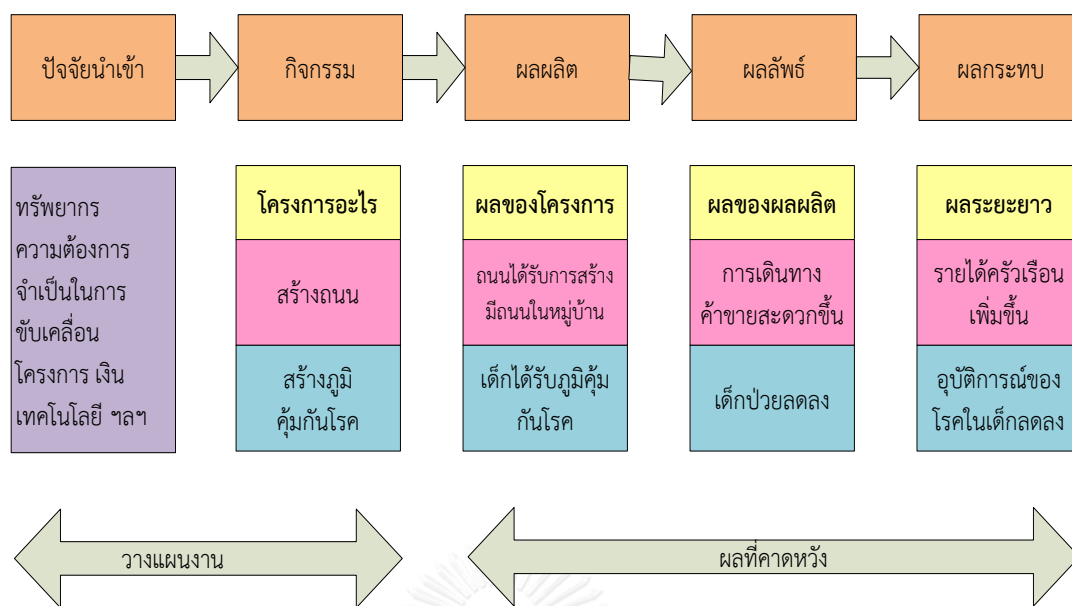 ปัจจัยนำเข้า
กิจกรรม
ผลผลิต
ผลลัพธ์
ผลกระทบ
ทรัพยากร
ความต้องการ
จำเป็นในการ
ขับเคลื่อน
โครงการ เงิน
เทคโนโลยี ฯลฯ
โครงการอะไร
สร้างถนน
สร้างภูมิ
คุ้มกันโรค
ผลของโครงการ
ถนนได้รับการสร้าง
มีถนนในหมู่บ้าน
เด็กได้รับภูมิคุ้ม
กันโรค
ผลของผลผลิต
การเดินทาง
ค้าขายสะดวกขึ้น
เด็กป่วยลดลง
ผลระยะยาว
รายได้ครัวเรือน
เพิ่มขึ้น
อุบัติการณ์ของ
โรคในเด็กลดลง
วางแผนงาน
ผลที่คาดหวัง